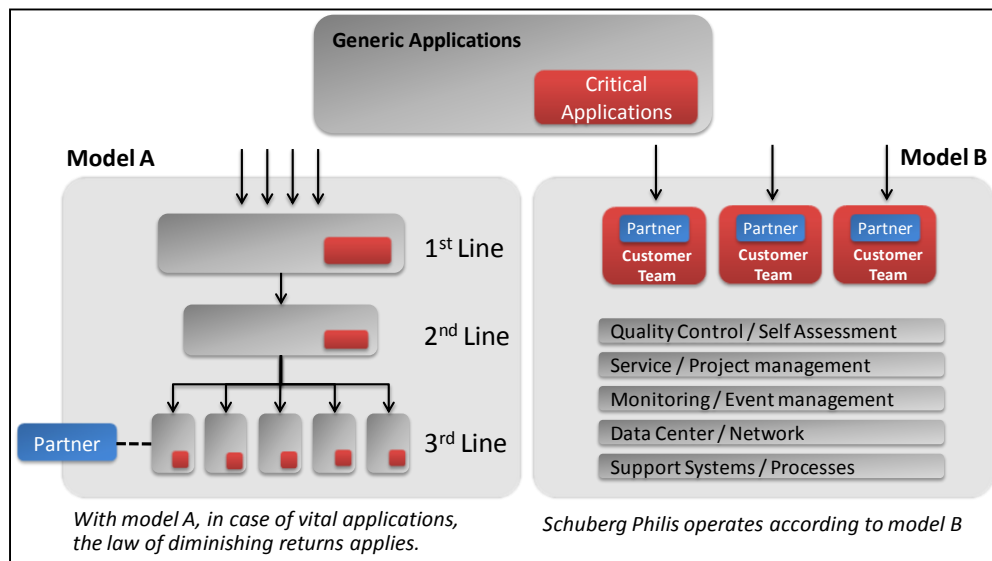 Generic Applications
Critical
Applications
Model A
Model B
1st Line
2nd Line
3rd Line
Partner
Partner
Customer
Team
Partner
Customer
Team
Partner
Customer
Team
Quality Control / Self Assessment
Service / Project management
Monitoring / Event management
Data Center / Network
Support Systems / Processes
With model A, in case of vital applications,
the law of diminishing returns applies.
Schuberg Philis operates according to model B